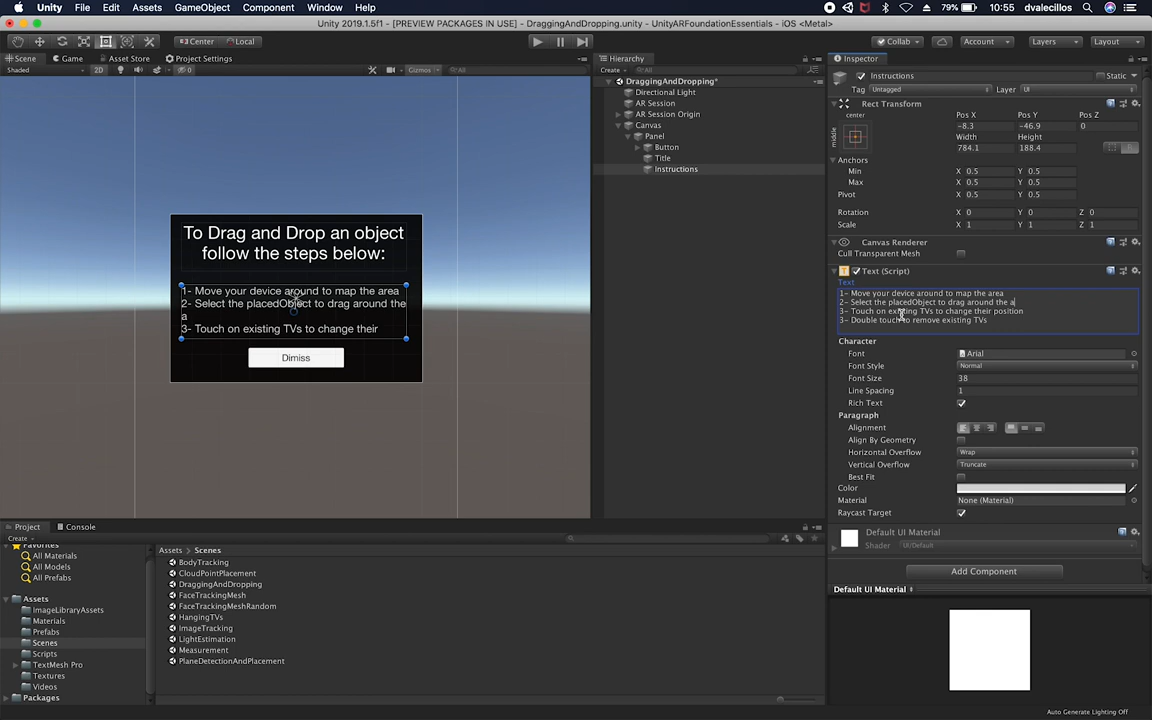 Unity File Edit Assets GameObject Component Window Help 79% 10:55 dvalecillos
Unity 2019.1.5f1 - [PREVIEW PACKAGES IN USE] - DraggingAndDropping.unity - UnityARFoundationEssentials - iOS <Metal>
Center Local Collab Account Layers Layout
Scene Game Asset Store Project Settings
Shaded 2D Gizmos All
To Drag and Drop an object
follow the steps below:
1- Move your device around to map the area
2- Select the placedObject to drag around the
a
3- Touch on existing TVs to change their
Dimiss
Hierarchy
Create All
DraggingAndDropping*
Directional Light
AR Session
AR Session Origin
Canvas
Panel
Button
Title
Instructions
Inspector
Instructions Static
Tag Untagged Layer UI
Rect Transform
center Pos X Pos Y Pos Z
-8.3 -46.9 0
middle Width Height
784.1 188.4
R
Anchors
Min X 0.5 Y 0.5
Max X 0.5 Y 0.5
Pivot X 0.5 Y 0.5
Rotation X 0 Y 0 Z 0
Scale X 1 Y 1 Z 1
Canvas Renderer
Cull Transparent Mesh
Text (Script)
Text
1- Move your device around to map the area
2- Select the placedObject to drag around the a
3- Touch on existing TVs to change their position
3- Double touch to remove existing TVs
Character
Font Arial
Font Style Normal
Font Size 38
Line Spacing 1
Rich Text
Paragraph
Alignment
Align By Geometry
Horizontal Overflow Wrap
Vertical Overflow Truncate
Best Fit
Color
Material None (Material)
Raycast Target
Default UI Material
Shader UI/Default
Add Component
Default UI Material
Project Console
Create
Favorites
All Materials
All Models
All Prefabs
Assets
ImageLibraryAssets
Materials
Prefabs
Scenes
Scripts
TextMesh Pro
Textures
Videos
Packages
Assets > Scenes
BodyTracking
CloudPointPlacement
DraggingAndDropping
FaceTrackingMesh
FaceTrackingMeshRandom
HangingTVs
ImageTracking
LightEstimation
Measurement
PlaneDetectionAndPlacement
Auto Generate Lighting Off